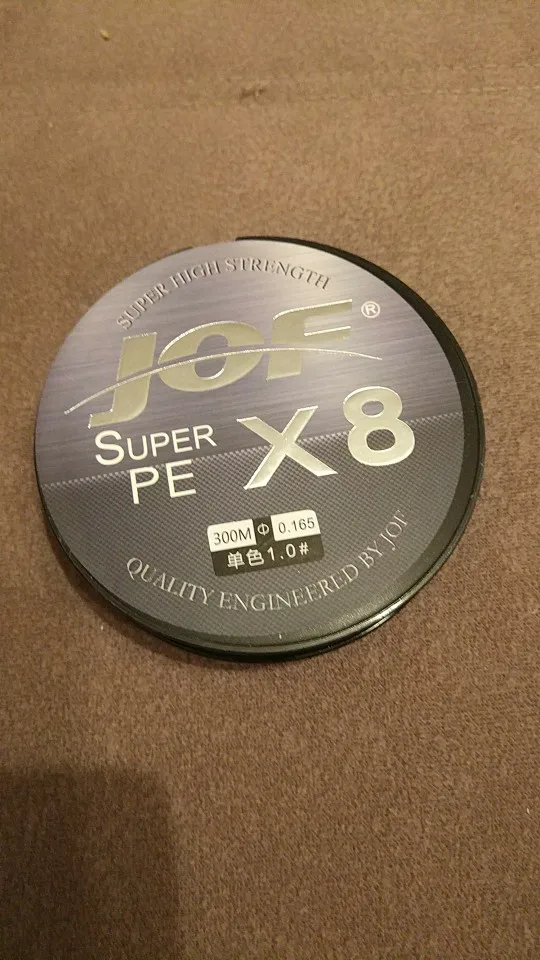 SUPER HIGH STRENGTH
JOF®
SUPER
PE
X8
300M Φ 0.165
单色1.0#
QUALITY ENGINEERED BY JOF